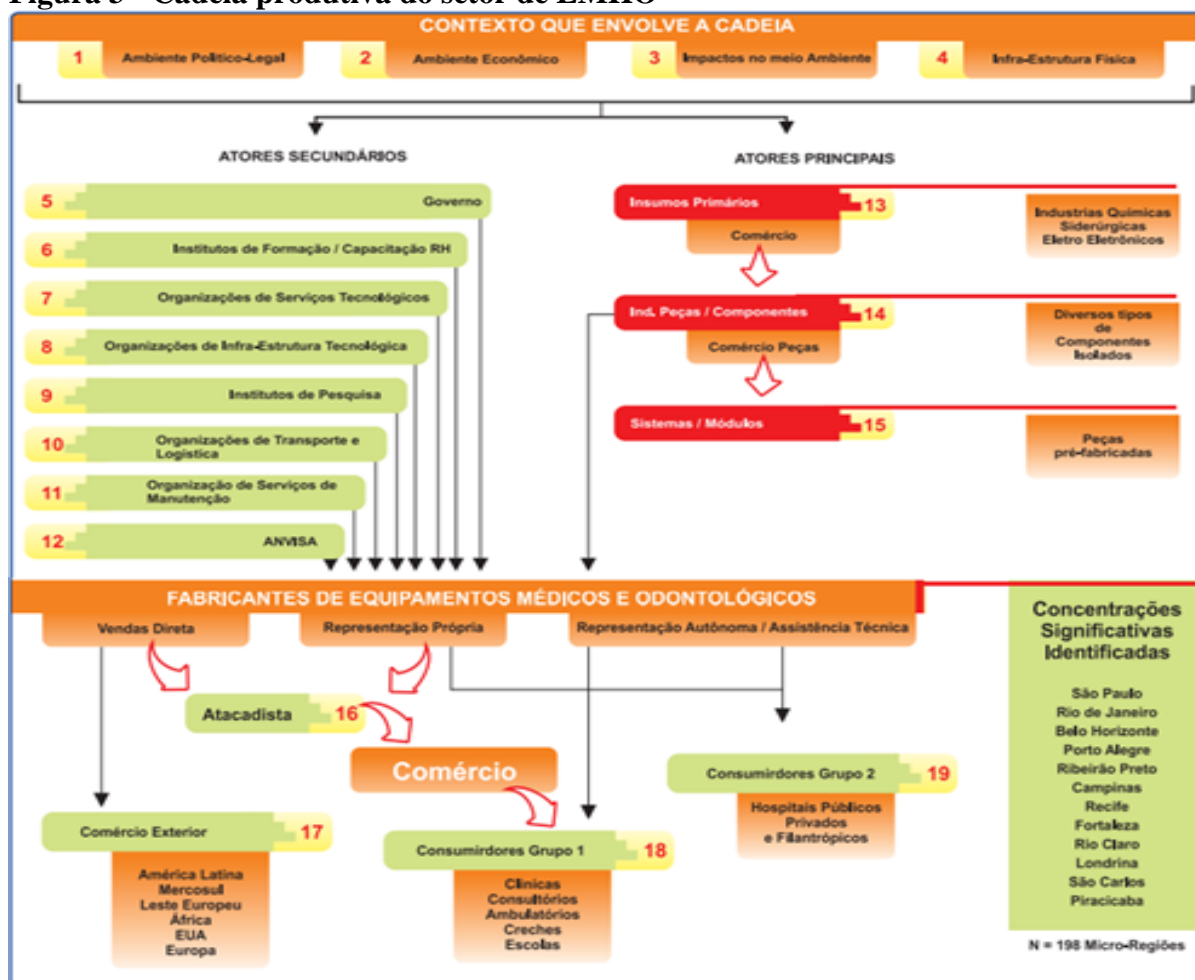 Figura 5 - Cadeia produtiva do setor de EMHO
CONTEXTO QUE ENVOLVE A CADEIA
1 Ambiente Politico-Legal
2 Ambiente Econômico
3 Impactos no meio Ambiente
4 Infra-Estrutura Física
ATORES SECUNDÁRIOS
5 Governo
6 Institutos de Formação / Capacitação RH
7 Organizações de Serviços Tecnológicos
8 Organizações de Infra-Estrutura Tecnológica
9 Institutos de Pesquisa
10 Organizações de Transporte e
Logística
11 Organização de Serviços de
Manutenção
12 ANVISA
ATORES PRINCIPAIS
Insumos Primários 13
Comércio
Industrias Químicas
Siderúrgicas
Eletro Eletrônicos
Ind. Peças / Componentes 14
Comércio Peças
Diversos tipos
de
Componentes
Isolados
Sistemas / Módulos 15
Peças
pré-fabricadas
FABRICANTES DE EQUIPAMENTOS MÉDICOS E ODONTOLÓGICOS
Vendas Direta
Representação Própria
Representação Autônoma / Assistência Técnica
Atacadista 16
Comércio
Comércio Exterior 17
América Latina
Mercosul
Leste Europeu
África
EUA
Europa
Consumirdores Grupo 1 18
Clinicas
Consultórios
Ambulatórios
Creches
Escolas
Consumirdores Grupo 2 19
Hospitais Públicos
Privados
e Filantrópicos
Concentrações
Significativas
Identificadas
São Paulo
Rio de Janeiro
Belo Horizonte
Porto Alegre
Ribeirão Preto
Campinas
Recife
Fortaleza
Rio Claro
Londrina
São Carlos
Piracicaba
N = 198 Micro-Regiões